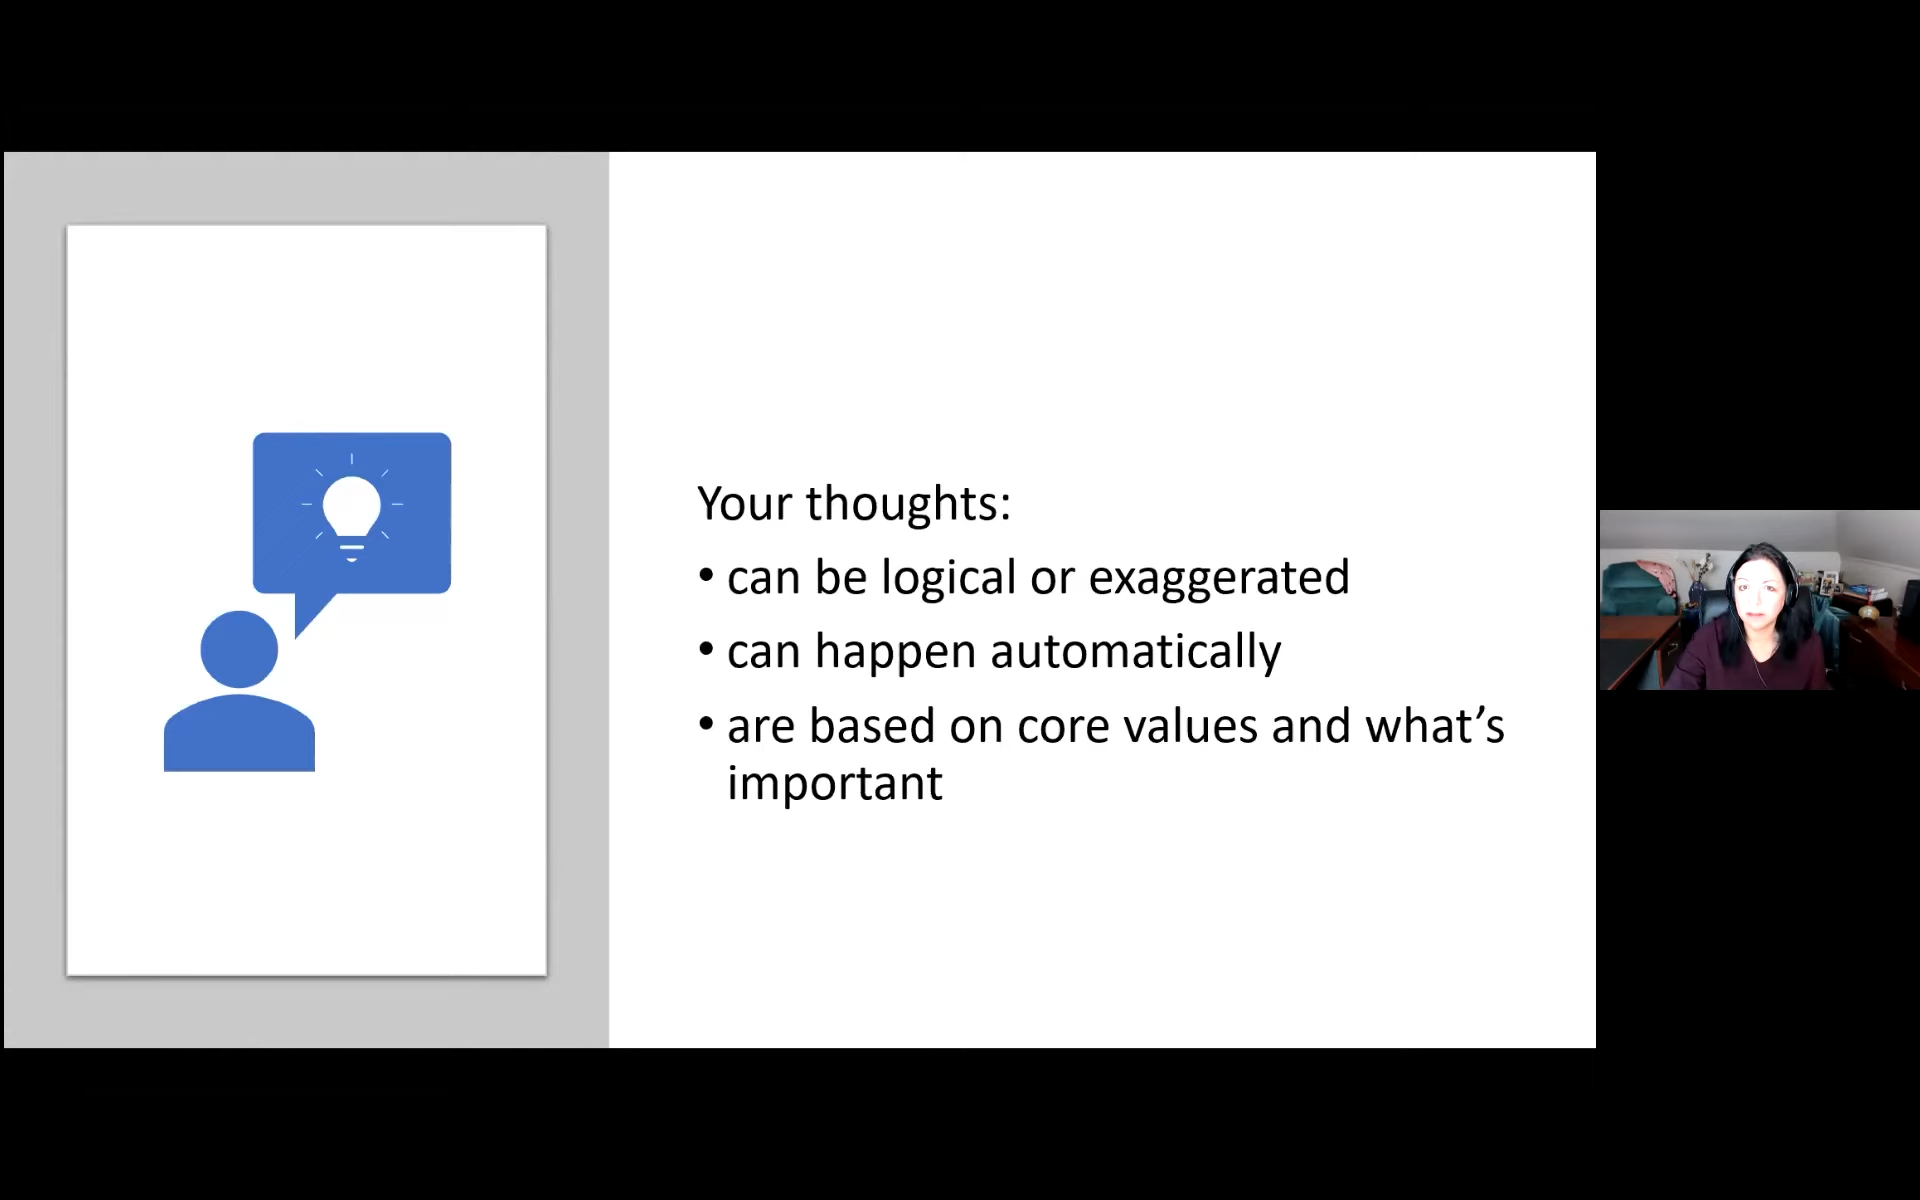 Your thoughts:
• can be logical or exaggerated
• can happen automatically
• are based on core values and what’s
important